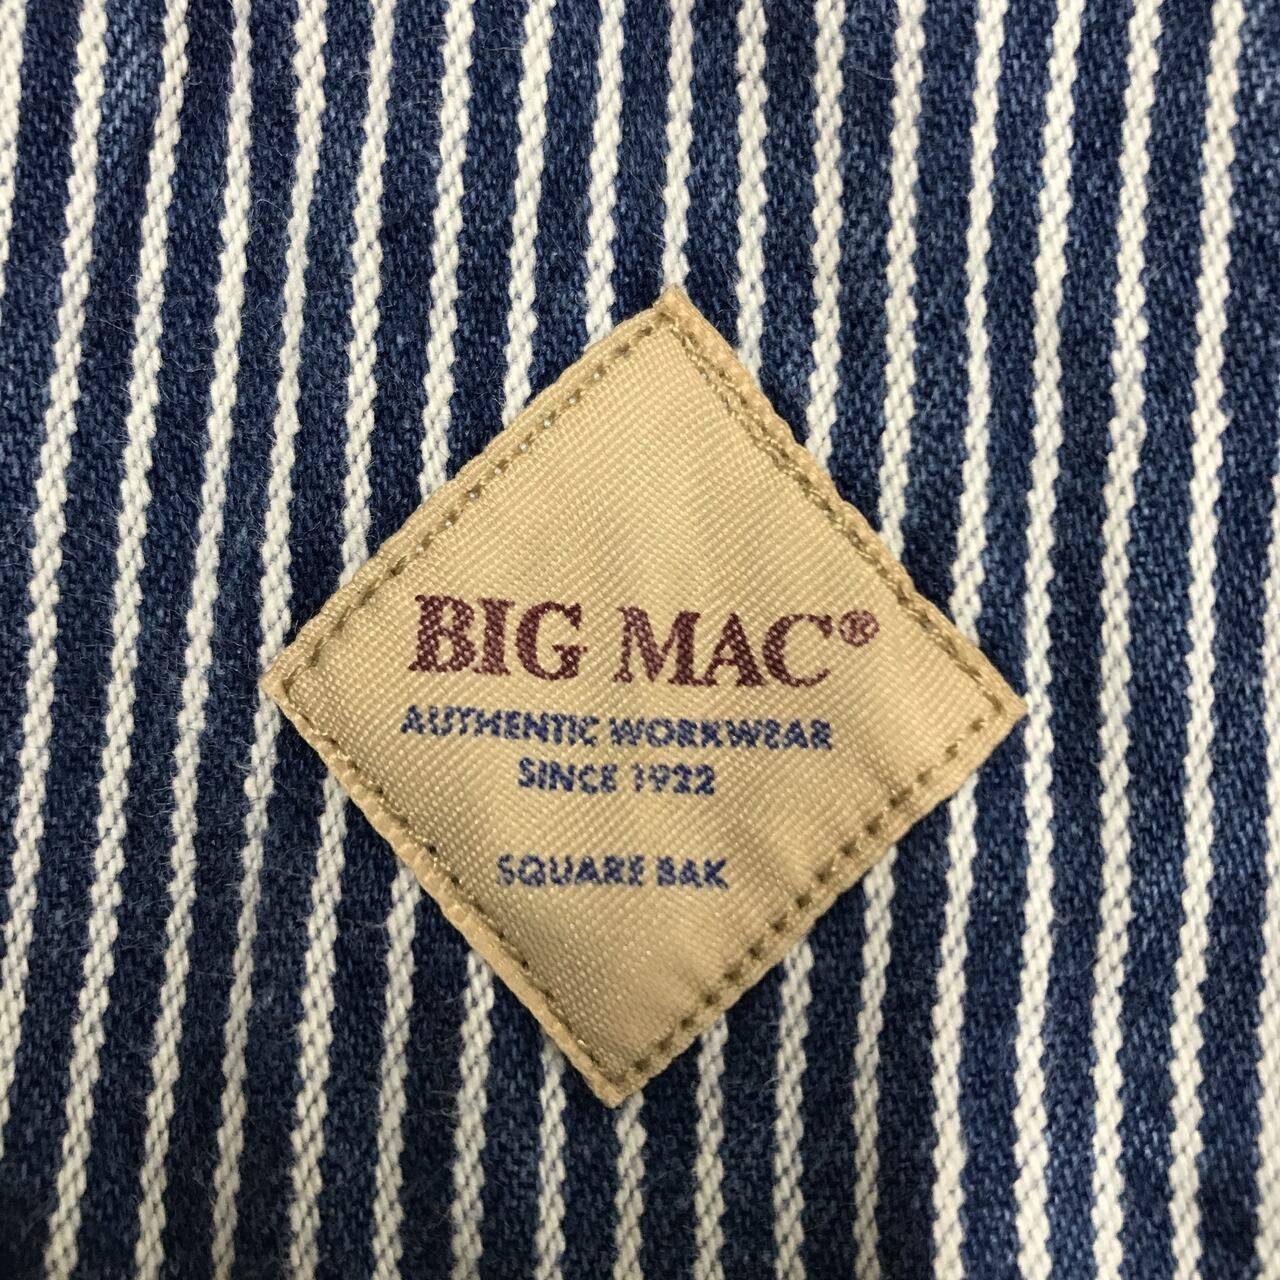 BIG MAC®
AUTHENTIC WORKWEAR
SINCE 1922
SQUARE BAK